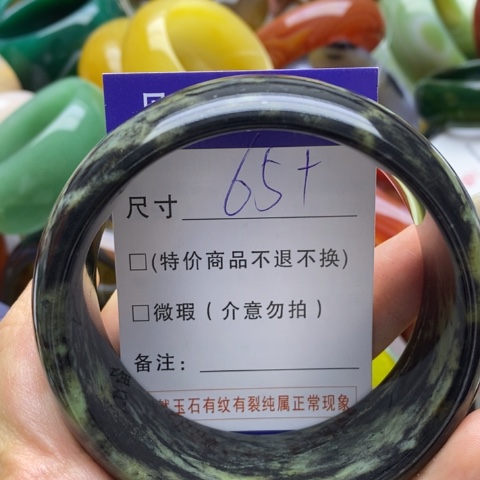 尺寸 65+
□(特价商品不退不换)
□微瑕(介意勿拍)
备注:
玉石有纹有裂纯属正常现象